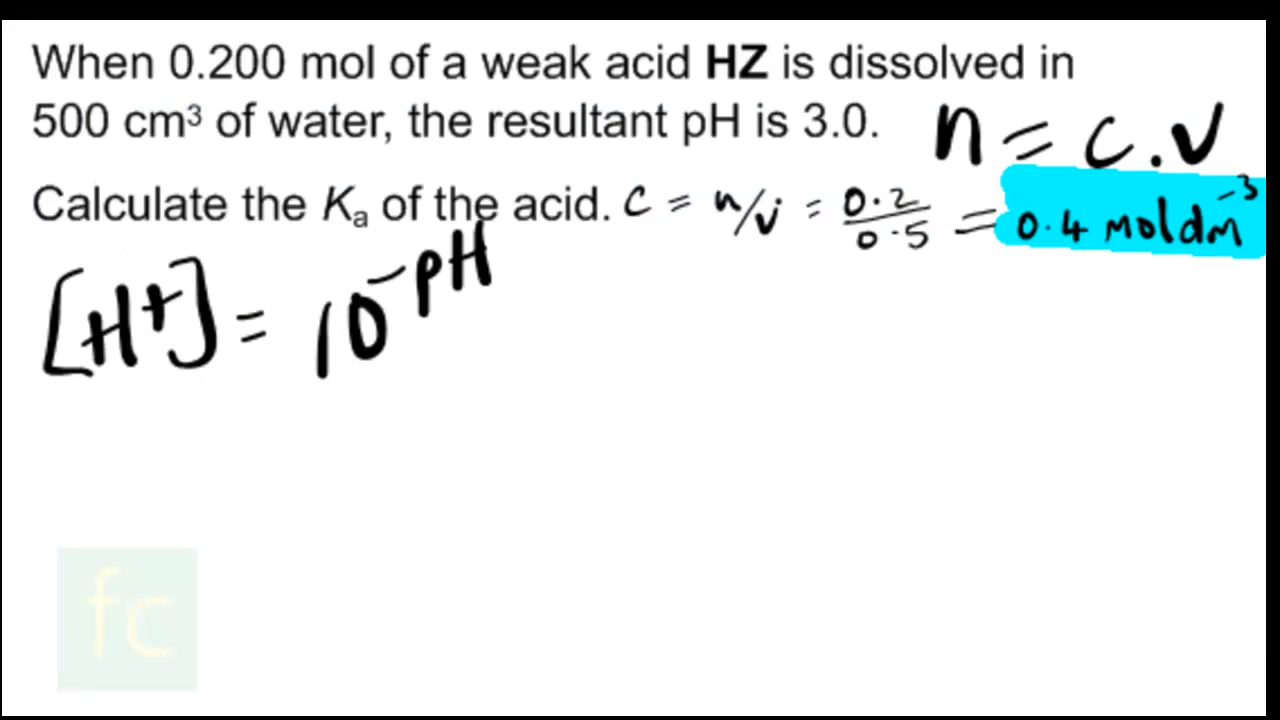 When 0.200 mol of a weak acid HZ is dissolved in
500 cm³ of water, the resultant pH is 3.0.
n = c.v
Calculate the Kₐ of the acid.
c = n/v = 0.2/0.5 = 0.4 moldm⁻³
[H⁺] = 10⁻ᵖᴴ
fc